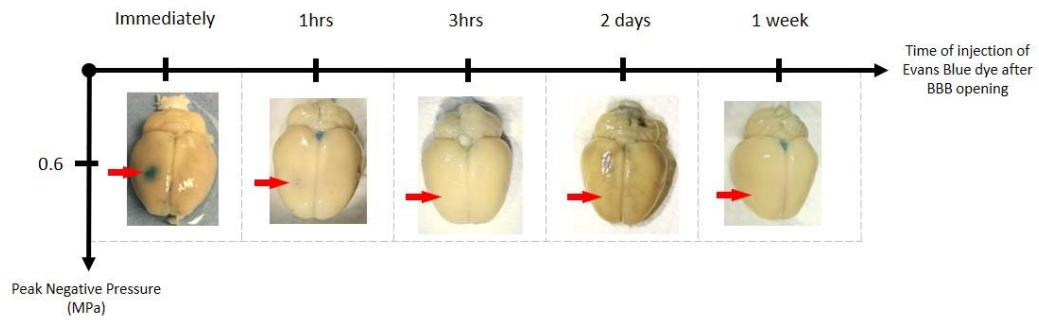 Immediately
1hrs
3hrs
2 days
1 week
Time of injection of
Evans Blue dye after
BBB opening
0.6
Peak Negative Pressure
(MPa)